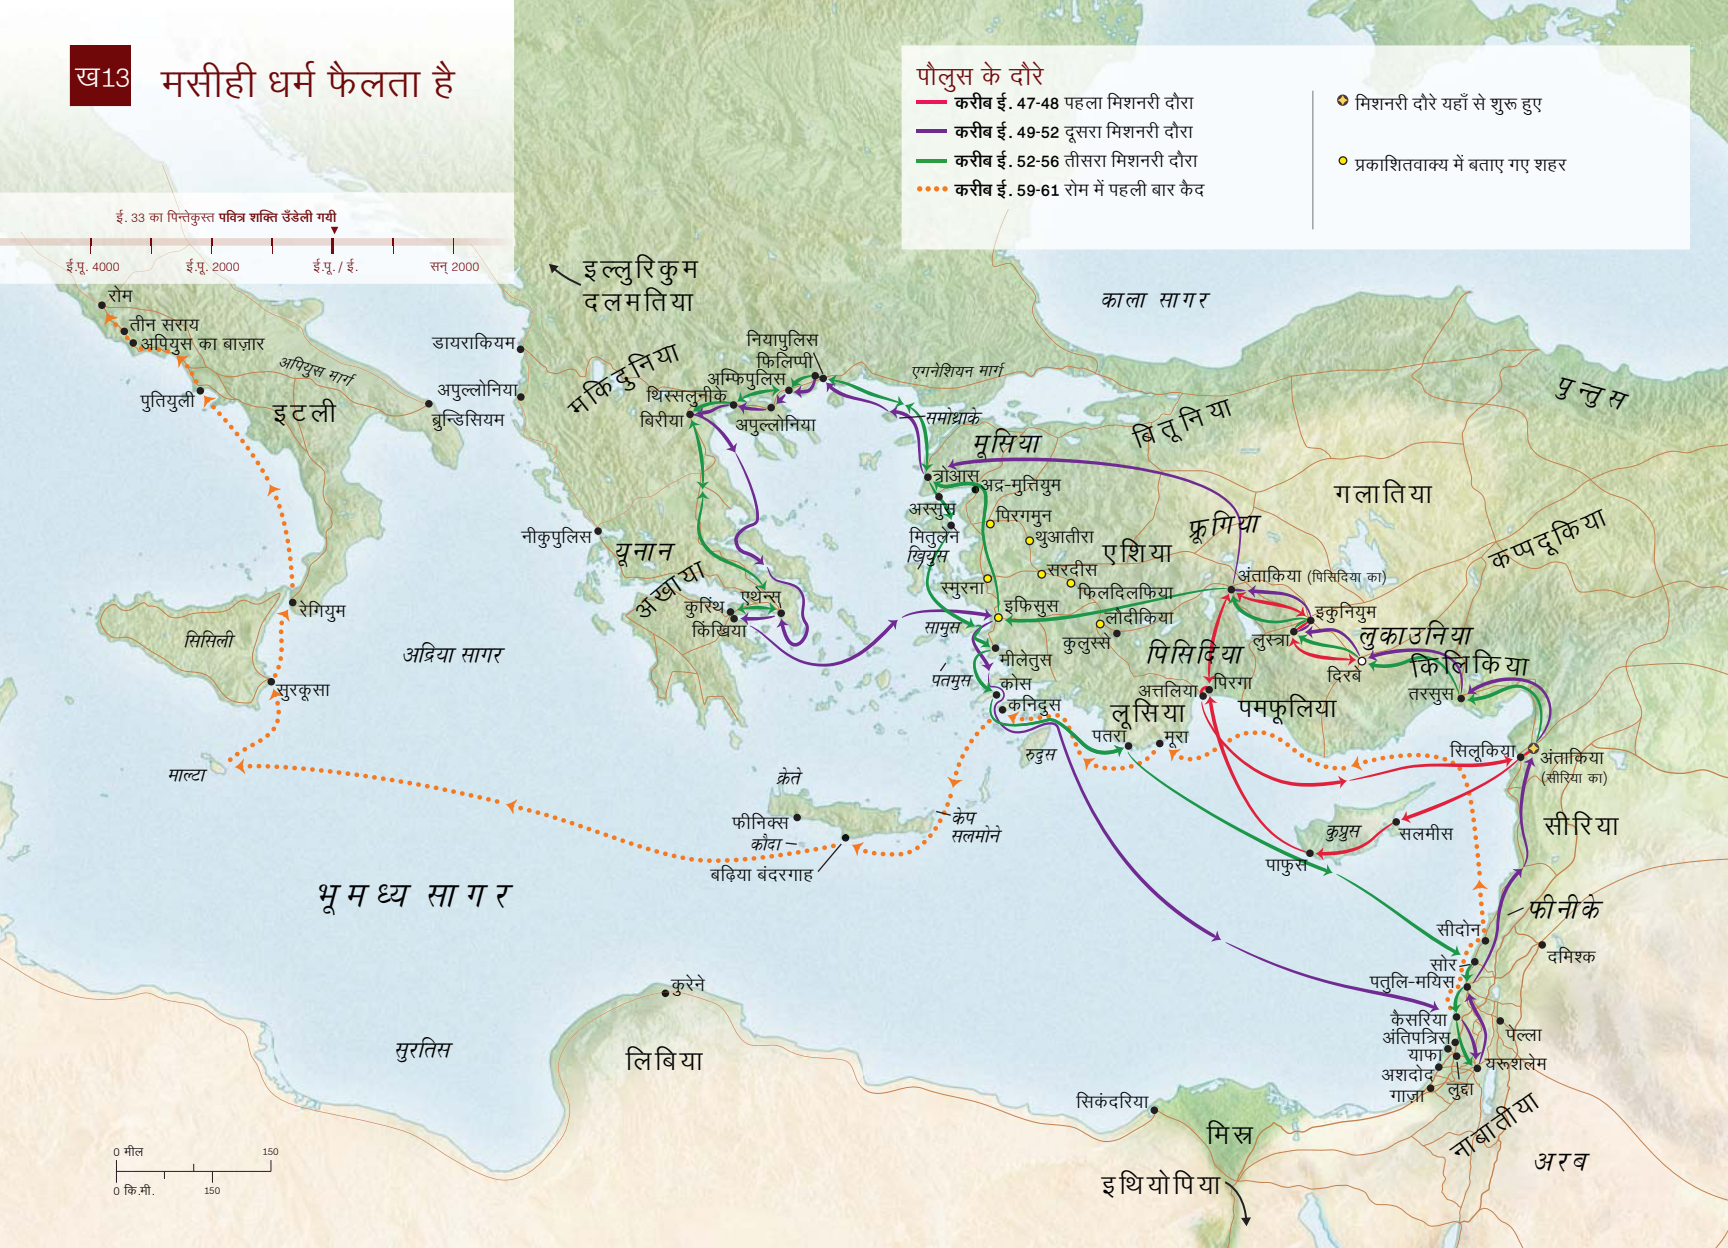 ख13
मसीही धर्म फैलता है
ई. 33 का पिन्तेकुस्त पवित्र शक्ति उँडेली गयी
ई.पू. 4000
ई.पू. 2000
ई.पू. / ई.
सन् 2000
पौलुस के दौरे
करीब ई. 47-48 पहला मिशनरी दौरा
करीब ई. 49-52 दूसरा मिशनरी दौरा
करीब ई. 52-56 तीसरा मिशनरी दौरा
करीब ई. 59-61 रोम में पहली बार कैद
मिशनरी दौरे यहाँ से शुरू हुए
प्रकाशितवाक्य में बताए गए शहर
इल्लुरिकुम
दलमतिया
काला सागर
रोम
तीन सराय
अपियुस का बाज़ार
अपियुस मार्ग
पुतियुली
इटली
डायराकियम
अपुल्लोनिया
ब्रुन्डिसियम
मकिदुनिया
नियापुलिस
फिलिप्पी
अम्फिपुलिस
थिस्सलुनीके
बिरीया
अपुल्लोनिया
एगनेशियन मार्ग
समोथ्राके
मूसिया
बितूनिया
पुन्तुस
त्रोआस
अद्र-मुत्तियुम
अस्सुस
पिरगमुन
मितुलेने
खियुस
थुआतीरा
एशिया
फ्रूगिया
गलातिया
कप्पदूकिया
नीकुपुलिस
यूनान
अखाया
स्मुरना
सरदीस
फिलदिलफिया
अंताकिया (पिसिदिया का)
इकुनियुम
रेगियुम
सिसिली
कुरिंथ
एथेन्स
किंख्रिया
इफिसुस
लौदीकिया
सामुस
कुलुस्से
लुस्त्रा
लुकाउनिया
अद्रिया सागर
मीलेतुस
पिसिदिया
दिरबे
किलिकिया
सुरकूसा
पतमुस
कोस
कनिदुस
अत्तलिया
पिरगा
तरसुस
लूसिया
पमफूलिया
पतरा
मूरा
रुदुस
सिलूकिया
अंताकिया
(सीरिया का)
माल्टा
क्रेते
फीनिक्स
कौदा
बढ़िया बंदरगाह
केप
सलमोने
कुप्रुस
सलमीस
पाफुस
सीरिया
भूमध्य सागर
फीनीके
सीदोन
दमिश्क
सोर
पतुलि-मयिस
कुरेने
कैसरिया
अंतिपत्रिस
पेल्ला
याफा
यरूशलेम
अशदोद
लुद्दा
गाज़ा
सुरतिस
लिबिया
सिकंदरिया
मिस्र
नाबातीया
अरब
इथियोपिया
0 मील
150
0 कि.मी.
150